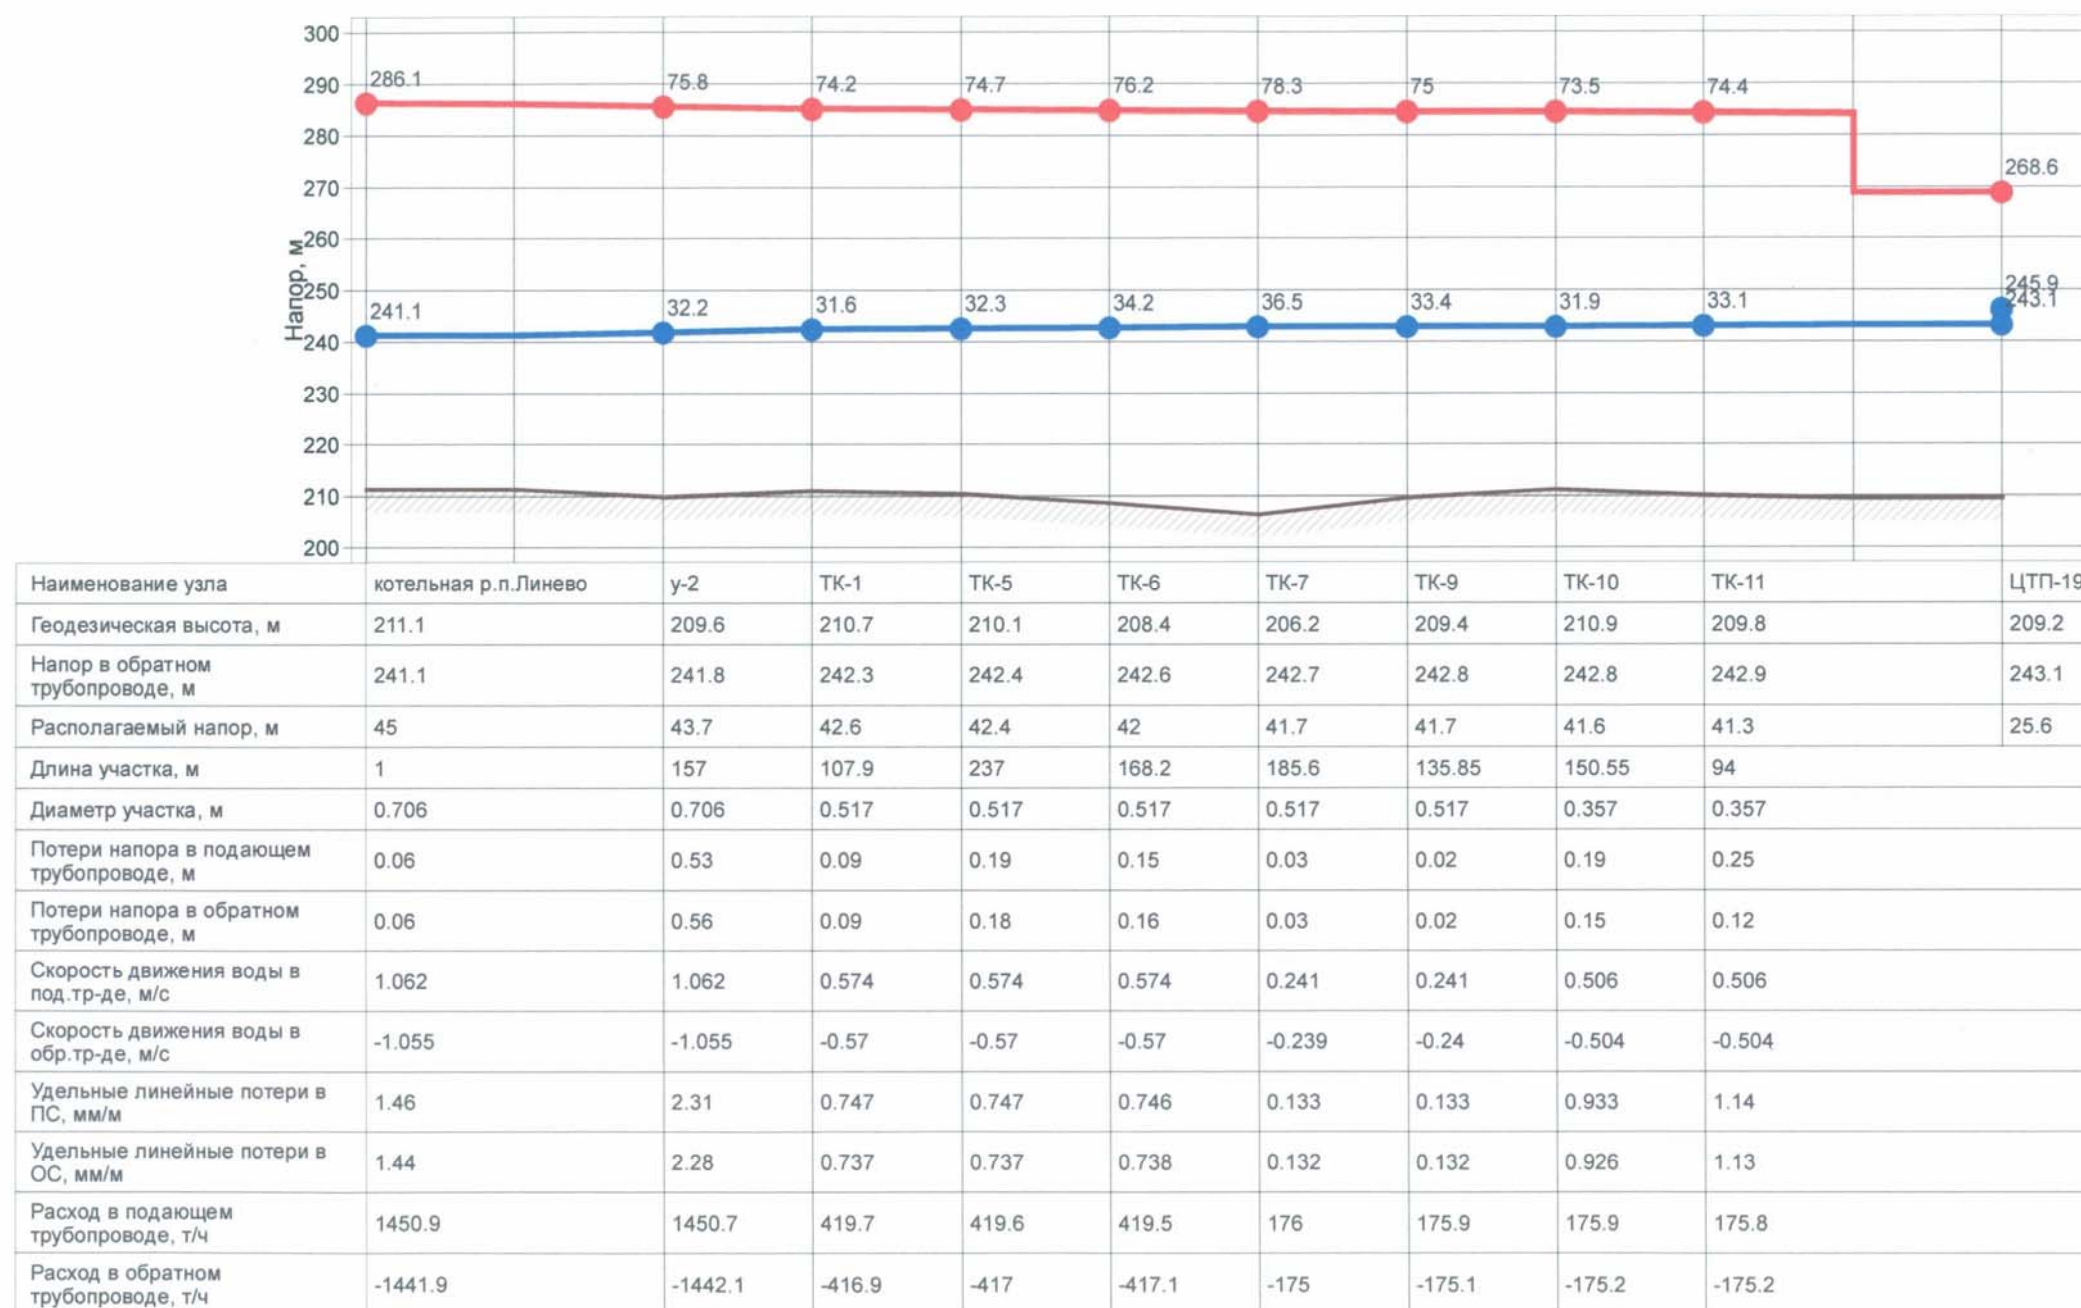 300
290
280
270
260
250
240
230
220
210
200
Напор, м
286.1
75.8
74.2
74.7
76.2
78.3
75
73.5
74.4
268.6
241.1
32.2
31.6
32.3
34.2
36.5
33.4
31.9
33.1
245.9
243.1
Наименование узла котельная р.п.Линево у-2 ТК-1 ТК-5 ТК-6 ТК-7 ТК-9 ТК-10 ТК-11 ЦТП-19
Геодезическая высота, м 211.1 209.6 210.7 210.1 208.4 206.2 209.4 210.9 209.8 209.2
Напор в обратном
трубопроводе, м 241.1 241.8 242.3 242.4 242.6 242.7 242.8 242.8 242.9 243.1
Располагаемый напор, м 45 43.7 42.6 42.4 42 41.7 41.7 41.6 41.3 25.6
Длина участка, м 1 157 107.9 237 168.2 185.6 135.85 150.55 94
Диаметр участка, м 0.706 0.706 0.517 0.517 0.517 0.517 0.517 0.357 0.357
Потери напора в подающем
трубопроводе, м 0.06 0.53 0.09 0.19 0.15 0.03 0.02 0.19 0.25
Потери напора в обратном
трубопроводе, м 0.06 0.56 0.09 0.18 0.16 0.03 0.02 0.15 0.12
Скорость движения воды в
под.тр-де, м/с 1.062 1.062 0.574 0.574 0.574 0.241 0.241 0.506 0.506
Скорость движения воды в
обр.тр-де, м/с -1.055 -1.055 -0.57 -0.57 -0.57 -0.239 -0.24 -0.504 -0.504
Удельные линейные потери в
ПС, мм/м 1.46 2.31 0.747 0.747 0.746 0.133 0.133 0.933 1.14
Удельные линейные потери в
ОС, мм/м 1.44 2.28 0.737 0.737 0.738 0.132 0.132 0.926 1.13
Расход в подающем
трубопроводе, т/ч 1450.9 1450.7 419.7 419.6 419.5 176 175.9 175.9 175.8
Расход в обратном
трубопроводе, т/ч -1441.9 -1442.1 -416.9 -417 -417.1 -175 -175.1 -175.2 -175.2